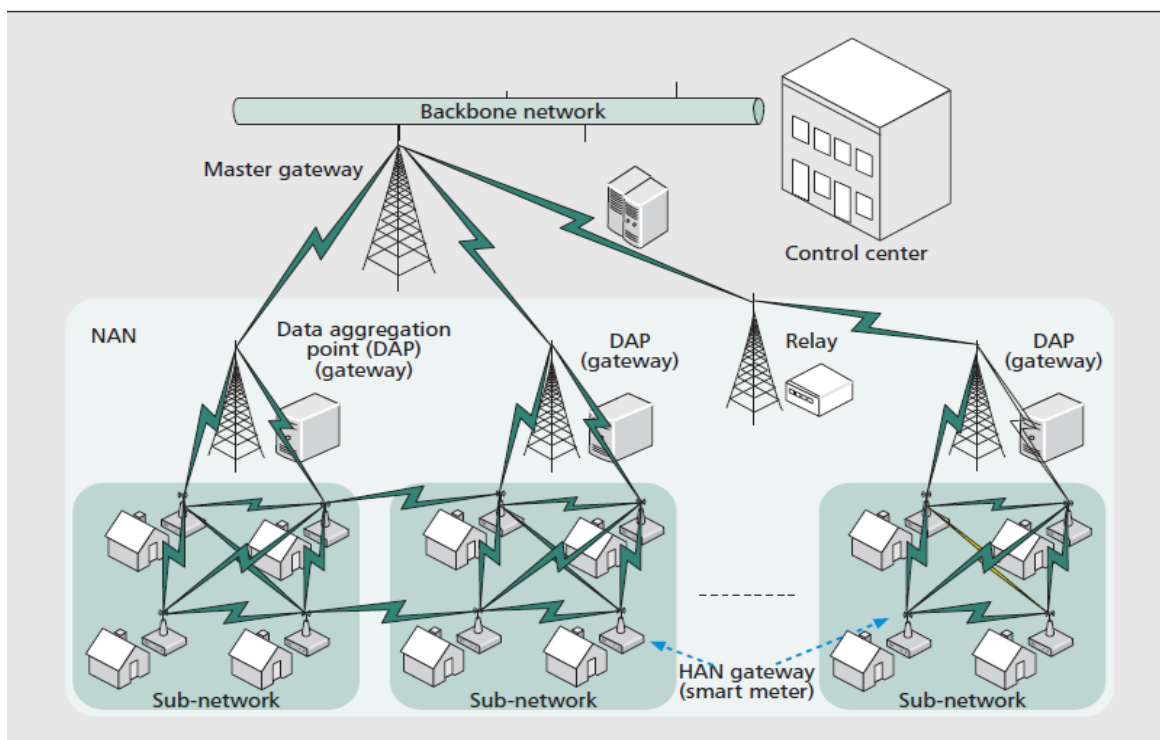 Backbone network
Master gateway
Control center
NAN
Data aggregation
point (DAP)
(gateway)
DAP
(gateway)
Relay
DAP
(gateway)
HAN gateway
(smart meter)
Sub-network
Sub-network
Sub-network